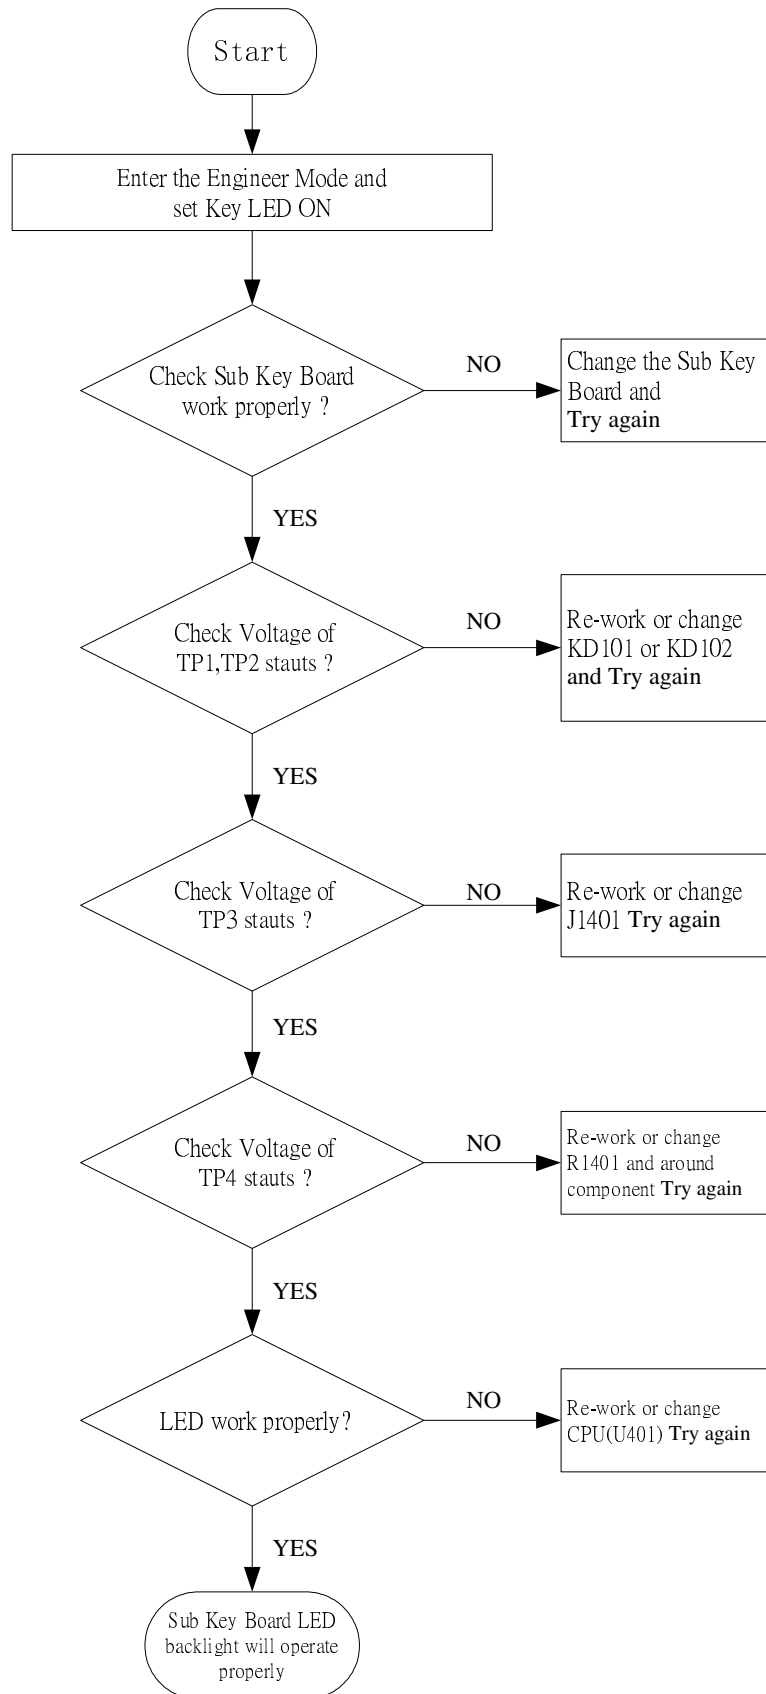 Start
Enter the Engineer Mode and
set Key LED ON
Check Sub Key Board
work properly ?
NO
Change the Sub Key
Board and
Try again
YES
Check Voltage of
TP1,TP2 stauts ?
NO
Re-work or change
KD101 or KD102
and Try again
YES
Check Voltage of
TP3 stauts ?
NO
Re-work or change
J1401 Try again
YES
Check Voltage of
TP4 stauts ?
NO
Re-work or change
R1401 and around
component Try again
YES
LED work properly?
NO
Re-work or change
CPU(U401) Try again
YES
Sub Key Board LED
backlight will operate
properly